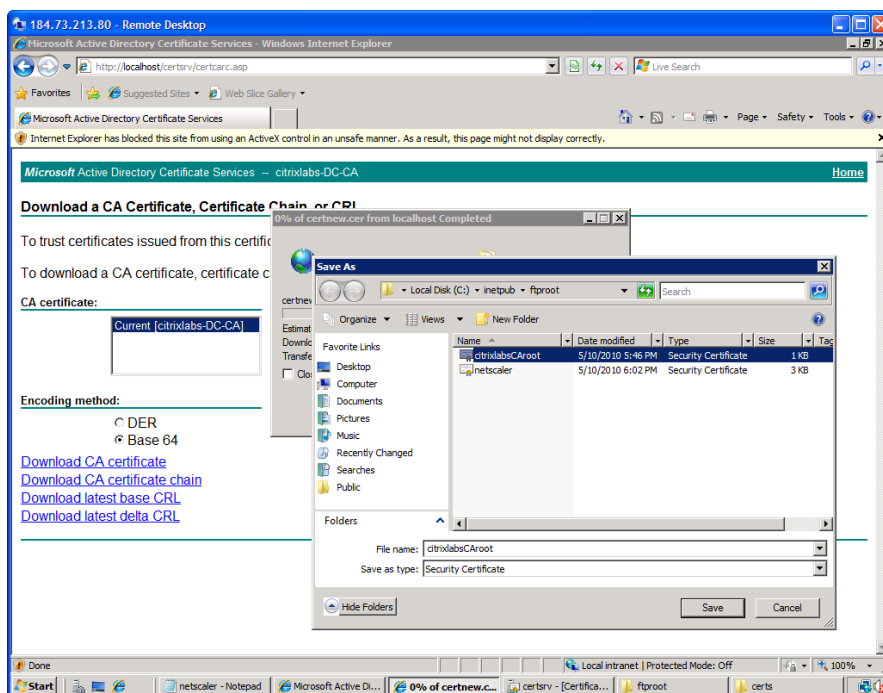 184.73.213.80 - Remote Desktop
Microsoft Active Directory Certificate Services - Windows Internet Explorer
http://localhost/certsrv/certcarc.asp
Live Search
Favorites
Suggested Sites
Web Slice Gallery
Microsoft Active Directory Certificate Services
Page
Safety
Tools
Internet Explorer has blocked this site from using an ActiveX control in an unsafe manner. As a result, this page might not display correctly.
Microsoft Active Directory Certificate Services -- citrixlabs-DC-CA
Home
Download a CA Certificate, Certificate Chain, or CRL
0% of certnew.cer from localhost Completed
To trust certificates issued from this certific
To download a CA certificate, certificate c
CA certificate:
Current [citrixlabs-DC-CA]
Encoding method:
DER
Base 64
Download CA certificate
Download CA certificate chain
Download latest base CRL
Download latest delta CRL
certnew
Estimat
Downlo
Transfe
Clo
Save As
Local Disk (C:)
inetpub
ftproot
Search
Organize
Views
New Folder
Favorite Links
Desktop
Computer
Documents
Pictures
Music
Recently Changed
Searches
Public
Folders
Name
Date modified
Type
Size
Tag
citrixlabsCAroot 5/10/2010 5:46 PM Security Certificate 1 KB
netscaler 5/10/2010 6:02 PM Security Certificate 3 KB
File name: citrixlabsCAroot
Save as type: Security Certificate
Hide Folders
Save
Cancel
Done
Local intranet | Protected Mode: Off
100%
Start
netscaler - Notepad
Microsoft Active Di...
0% of certnew.c...
certsrv - [Certifica...
ftproot
certs